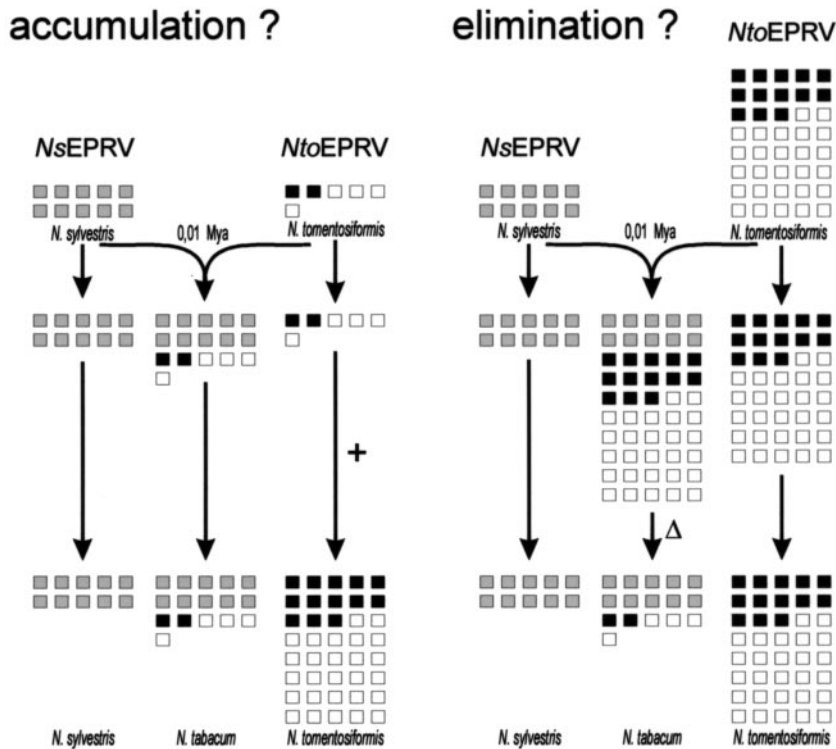 accumulation ?
NsEPRV
NtoEPRV
N. sylvestris
0,01 Mya
N. tomentosiformis
+
N. sylvestris
N. tabacum
N. tomentosiformis
elimination ?
NtoEPRV
NsEPRV
N. sylvestris
0,01 Mya
N. tomentosiformis
Δ
N. sylvestris
N. tabacum
N. tomentosiformis